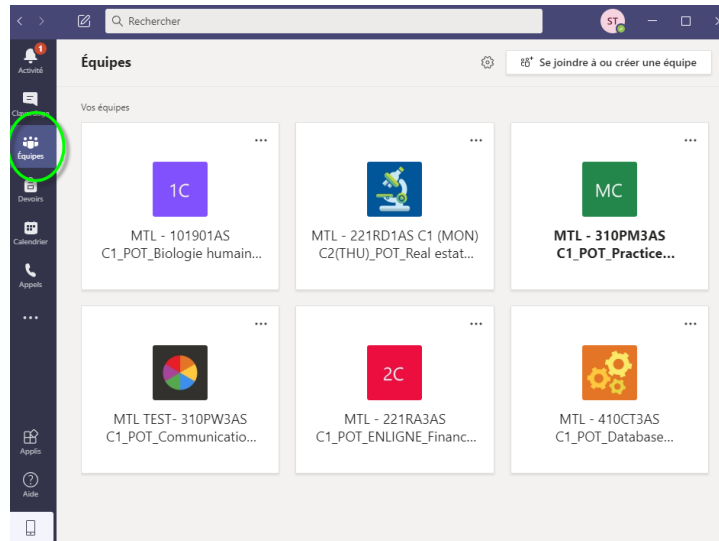 Rechercher
ST
1
Activité
Équipes
Devoirs
Calendrier
Appels
Applis
Aide
Équipes
Se joindre à ou créer une équipe
Vos équipes
1C
MTL - 101901AS
C1_POT_Biologie humain...
MTL - 221RD1AS C1 (MON)
C2(THU)_POT_Real estat...
MC
MTL - 310PM3AS
C1_POT_Practice...
MTL TEST- 310PW3AS
C1_POT_Communicatio...
2C
MTL - 221RA3AS
C1_POT_ENLIGNE_Financ...
MTL - 410CT3AS
C1_POT_Database...